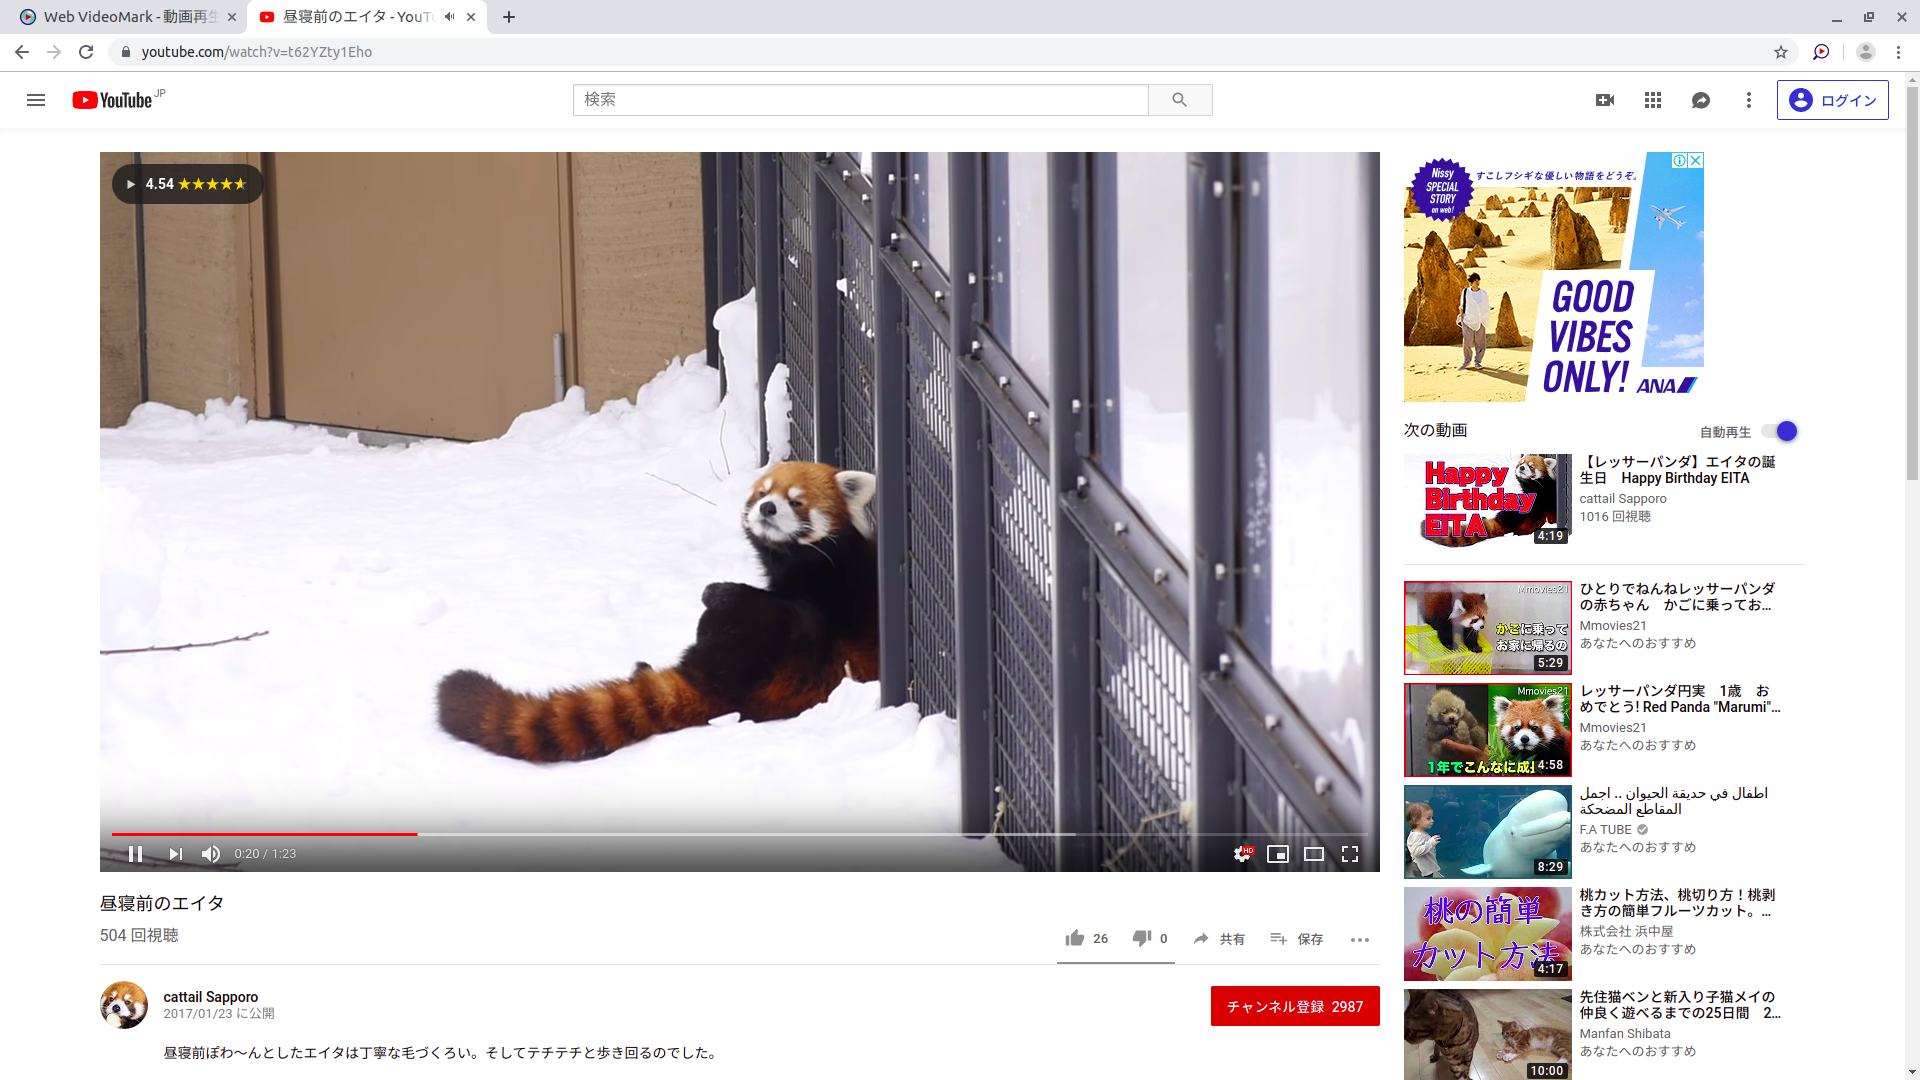 Web VideoMark - 動画再生
昼寝前のエイタ - YouTu
youtube.com/watch?v=t62YZty1Eho
YouTube JP
検索
ログイン
4.54 ★★★★★
0:20 / 1:23
HD
昼寝前のエイタ
504 回視聴
26
0
共有
保存
cattail Sapporo
2017/01/23 に公開
チャンネル登録 2987
昼寝前ぽわ〜んとしたエイタは丁寧な毛づくろい。そしてテチテチと歩き回るのでした。
Nissy
SPECIAL
STORY
on web!
すこしフシギな優しい物語をどうぞ。
GOOD
VIBES
ONLY!
ANA
次の動画
自動再生
Happy
Birthday
EITA
4:19
【レッサーパンダ】エイタの誕
生日 Happy Birthday EITA
cattail Sapporo
1016 回視聴
Mmovies21
かごに乗って
お家に帰るの
5:29
ひとりでねんねレッサーパンダ
の赤ちゃん かごに乗ってお...
Mmovies21
あなたへのおすすめ
Mmovies21
1年でこんなに成
4:58
レッサーパンダ円実 1歳 お
めでとう! Red Panda "Marumi"...
Mmovies21
あなたへのおすすめ
8:29
اطفال في حديقة الحيوان .. اجمل
المقاطع المضحكة
F.A TUBE
あなたへのおすすめ
桃の簡単
カット方法
4:17
桃カット方法、桃切り方！桃剥
き方の簡単フルーツカット。...
株式会社 浜中屋
あなたへのおすすめ
10:00
先住猫ベンと新入り子猫メイの
仲良く遊べるまでの25日間 2...
Manfan Shibata
あなたへのおすすめ